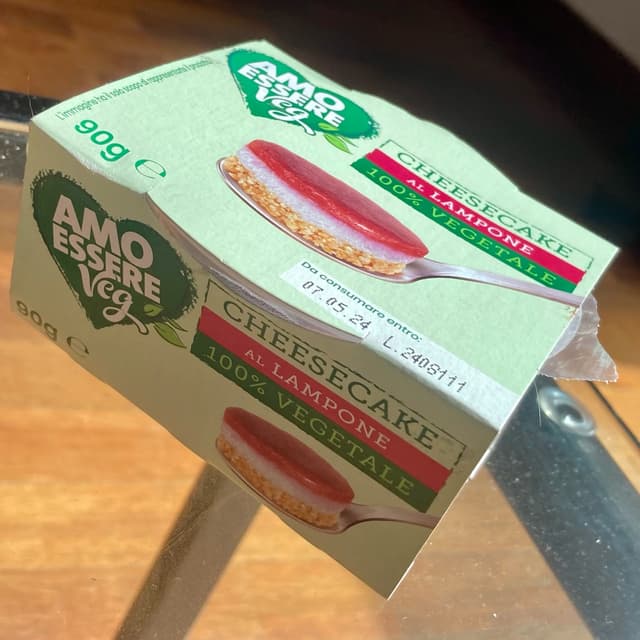 L'immagine ha il solo scopo di rappresentare il prodotto
AMO
ESSERE
Veg
90g e
CHEESECAKE
AL LAMPONE
100% VEGETALE
Da consumare entro:
07.05.24 L.2408111
AMO
ESSERE
Veg
90g e
CHEESECAKE
AL LAMPONE
100% VEGETALE